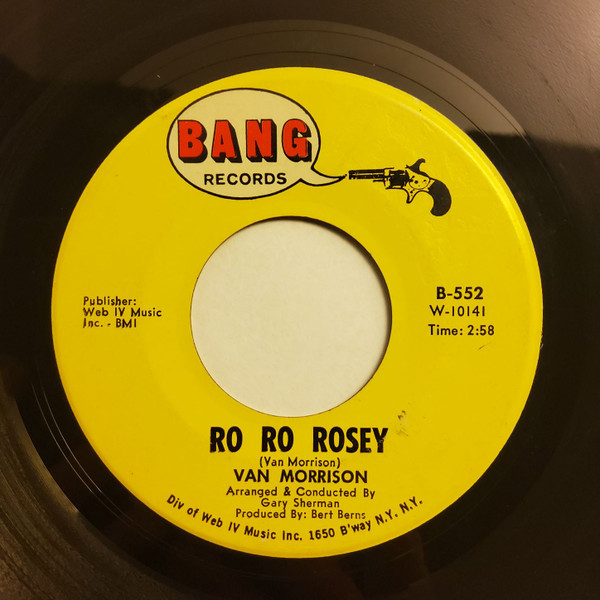 BANG
RECORDS
Publisher:
Web IV Music
Inc. - BMI
B-552
W-10141
Time: 2:58
RO RO ROSEY
(Van Morrison)
VAN MORRISON
Arranged & Conducted By
Gary Sherman
Produced By: Bert Berns
Div of Web IV Music Inc. 1650 B'way N.Y. N.Y.